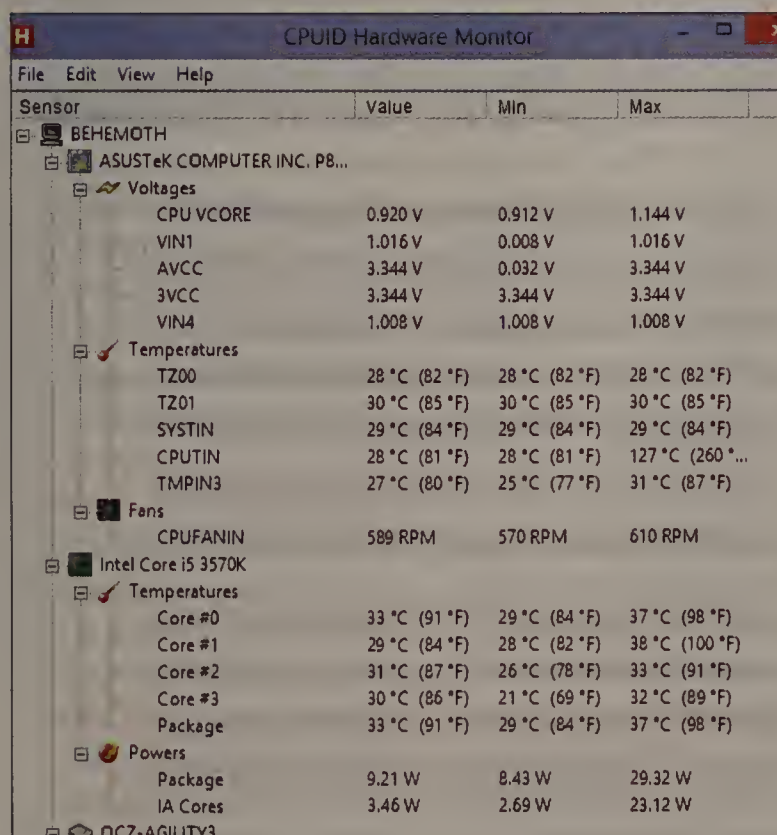 H CPUID Hardware Monitor
File Edit View Help
Sensor Value Min Max
BEHEMOTH
ASUSTeK COMPUTER INC. P8...
Voltages
CPU VCORE 0.920 V 0.912 V 1.144 V
VIN1 1.016 V 0.008 V 1.016 V
AVCC 3.344 V 0.032 V 3.344 V
3VCC 3.344 V 3.344 V 3.344 V
VIN4 1.008 V 1.008 V 1.008 V
Temperatures
TZ00 28 °C (82 °F) 28 °C (82 °F) 28 °C (82 °F)
TZ01 30 °C (85 °F) 30 °C (85 °F) 30 °C (85 °F)
SYSTIN 29 °C (84 °F) 29 °C (84 °F) 29 °C (84 °F)
CPUTIN 28 °C (81 °F) 28 °C (81 °F) 127 °C (260 °...
TMPIN3 27 °C (80 °F) 25 °C (77 °F) 31 °C (87 °F)
Fans
CPUFANIN 589 RPM 570 RPM 610 RPM
Intel Core i5 3570K
Temperatures
Core #0 33 °C (91 °F) 29 °C (84 °F) 37 °C (98 °F)
Core #1 29 °C (84 °F) 28 °C (82 °F) 38 °C (100 °F)
Core #2 31 °C (87 °F) 26 °C (78 °F) 33 °C (91 °F)
Core #3 30 °C (86 °F) 21 °C (69 °F) 32 °C (89 °F)
Package 33 °C (91 °F) 29 °C (84 °F) 37 °C (98 °F)
Powers
Package 9.21 W 8.43 W 29.32 W
IA Cores 3.46 W 2.69 W 23.12 W
OCZ-AGILITY3